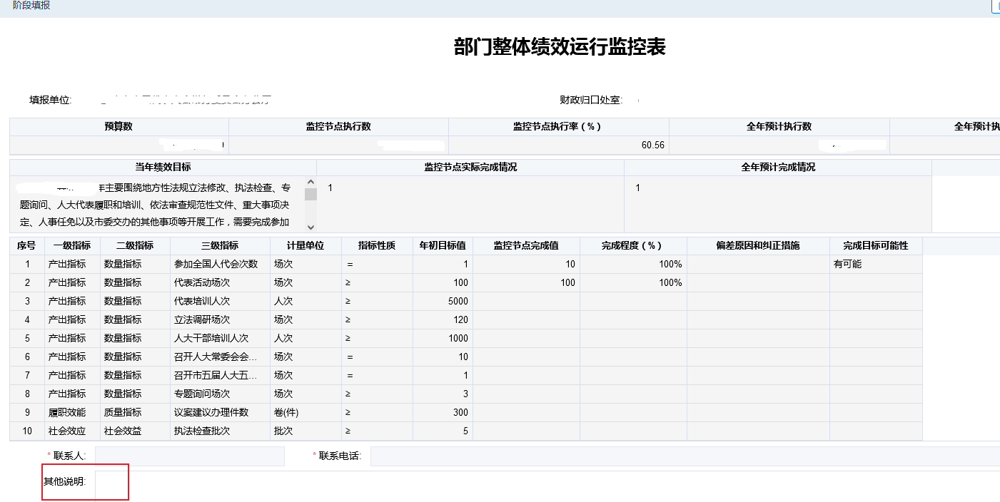 阶段填报
部门整体绩效运行监控表
填报单位: 财政归口处室:
预算数 监控节点执行数 监控节点执行率(%) 全年预计执行数 全年预计执
60.56
当年绩效目标 监控节点实际完成情况 全年预计完成情况
年主要围绕地方性法规立法修改、执法检查、专 1 1
题询问、人大代表履职和培训、依法审查规范性文件、重大事项决
定、人事任免以及市委交办的其他事项等开展工作,需要完成参加
序号 一级指标 二级指标 三级指标 计量单位 指标性质 年初目标值 监控节点完成值 完成程度(%) 偏差原因和纠正措施 完成目标可能性
1 产出指标 数量指标 参加全国人代会次数 场次 = 1 10 100% 有可能
2 产出指标 数量指标 代表活动场次 场次 ≥ 100 100 100%
3 产出指标 数量指标 代表培训人次 人次 ≥ 5000
4 产出指标 数量指标 立法调研场次 场次 ≥ 120
5 产出指标 数量指标 人大干部培训人次 人次 ≥ 1000
6 产出指标 数量指标 召开人大常委会会... 场次 = 10
7 产出指标 数量指标 召开市五届人大五... 场次 = 1
8 产出指标 数量指标 专题询问场次 场次 ≥ 3
9 履职效能 质量指标 议案建议办理件数 卷(件) ≥ 300
10 社会效应 社会效益 执法检查批次 批次 ≥ 5
* 联系人: * 联系电话:
其他说明: